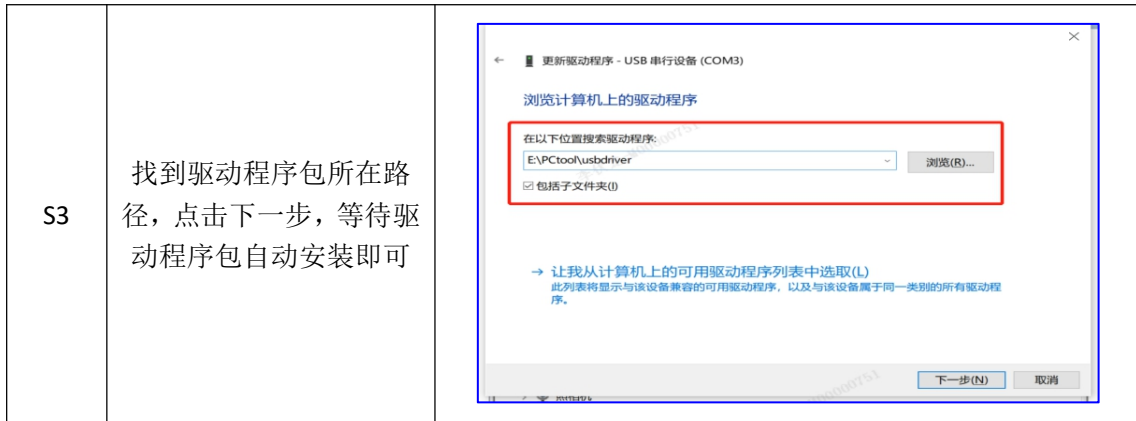 S3
找到驱动程序包所在路
径，点击下一步，等待驱
动程序包自动安装即可
更新驱动程序 - USB 串行设备 (COM3)
浏览计算机上的驱动程序
在以下位置搜索驱动程序:
E:\PCtool\usbdriver
浏览(R)...
包括子文件夹(I)
→ 让我从计算机上的可用驱动程序列表中选取(L)
此列表将显示与该设备兼容的可用驱动程序，以及与该设备属于同一类别的所有驱动程
序。
下一步(N)
取消
照相机